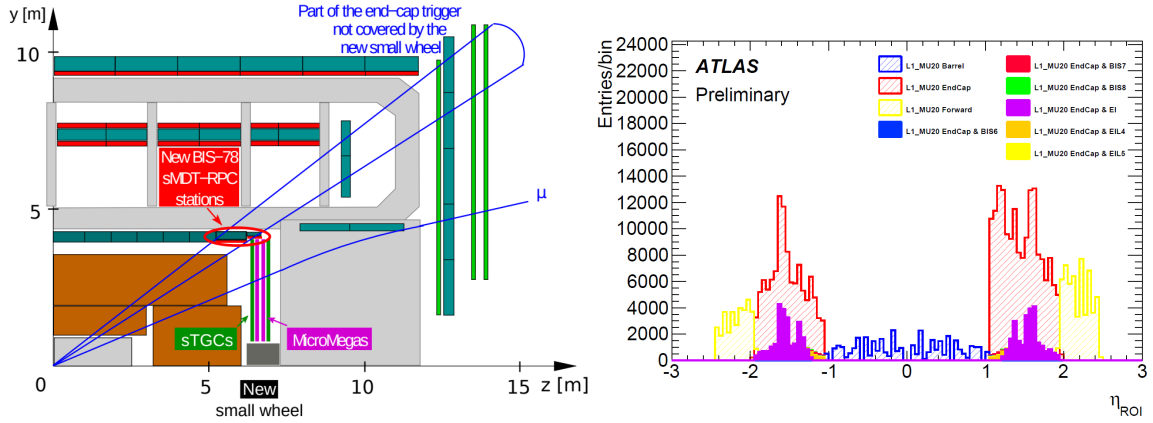 y [m]
Part of the end-cap trigger
not covered by the
new small wheel
10
New BIS-78
sMDT-RPC
stations
5
μ
sTGCs
MicroMegas
0
5
10
15
z [m]
New
small wheel
Entries/bin
24000
22000
20000
18000
16000
14000
12000
10000
8000
6000
4000
2000
0
ATLAS
Preliminary
L1_MU20 Barrel
L1_MU20 EndCap
L1_MU20 Forward
L1_MU20 EndCap & BIS6
L1_MU20 EndCap & BIS7
L1_MU20 EndCap & BIS8
L1_MU20 EndCap & EI
L1_MU20 EndCap & EIL4
L1_MU20 EndCap & EIL5
-3
-2
-1
0
1
2
3
ηROI